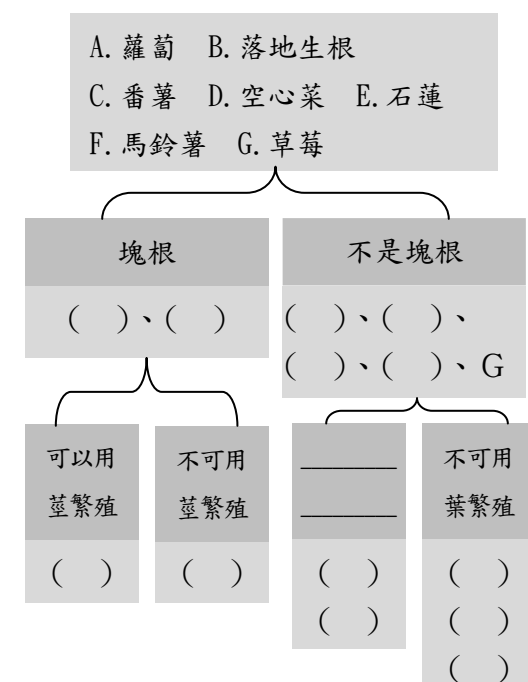 A.蘿蔔 B.落地生根
C.番薯 D.空心菜 E.石蓮
F.馬鈴薯 G.草莓
塊根
不是塊根
( )、( )
( )、( )、
( )、( )、G
可以用
莖繁殖
不可用
莖繁殖
________
________
不可用
葉繁殖
( )
( )
( )
( )
( )
( )
( )